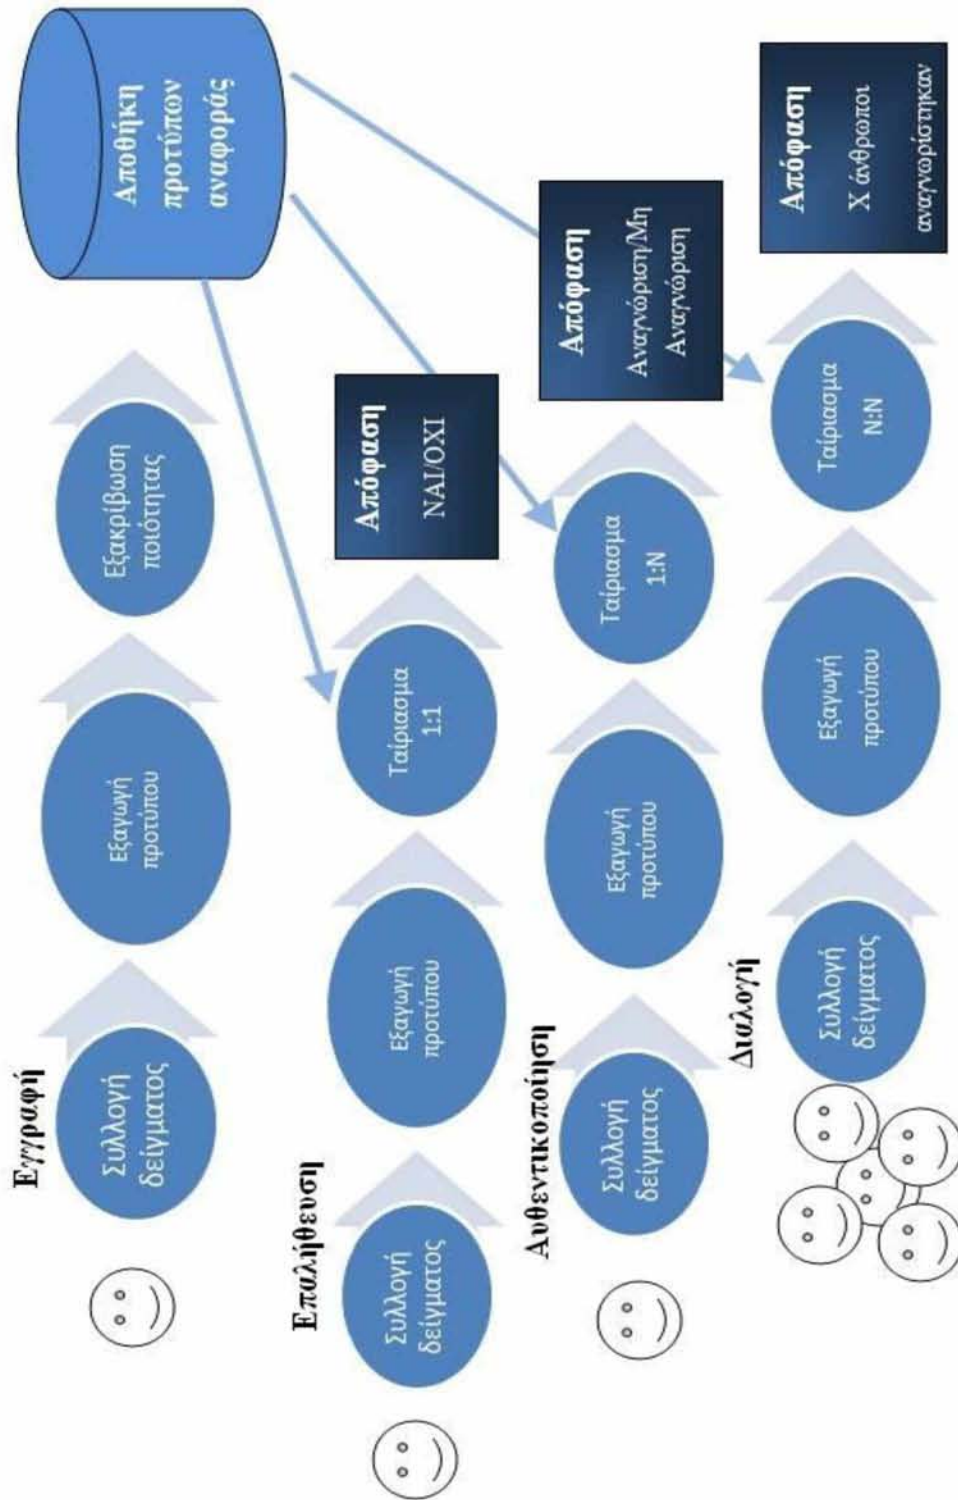 Εγγραφή
Συλλογή
δείγματος
Εξαγωγή
προτύπου
Εξακρίβωση
ποιότητας
Αποθήκη
προτύπων
αναφοράς
Επαλήθευση
Συλλογή
δείγματος
Εξαγωγή
προτύπου
Ταίριασμα
1:1
Απόφαση
ΝΑΙ/ΟΧΙ
Αυθεντικοποίηση
Συλλογή
δείγματος
Εξαγωγή
προτύπου
Ταίριασμα
1:N
Απόφαση
Αναγνώριση/Μη
Αναγνώριση
Διαλογή
Συλλογή
δείγματος
Εξαγωγή
προτύπου
Ταίριασμα
N:N
Απόφαση
Χ άνθρωποι
αναγνωρίστηκαν